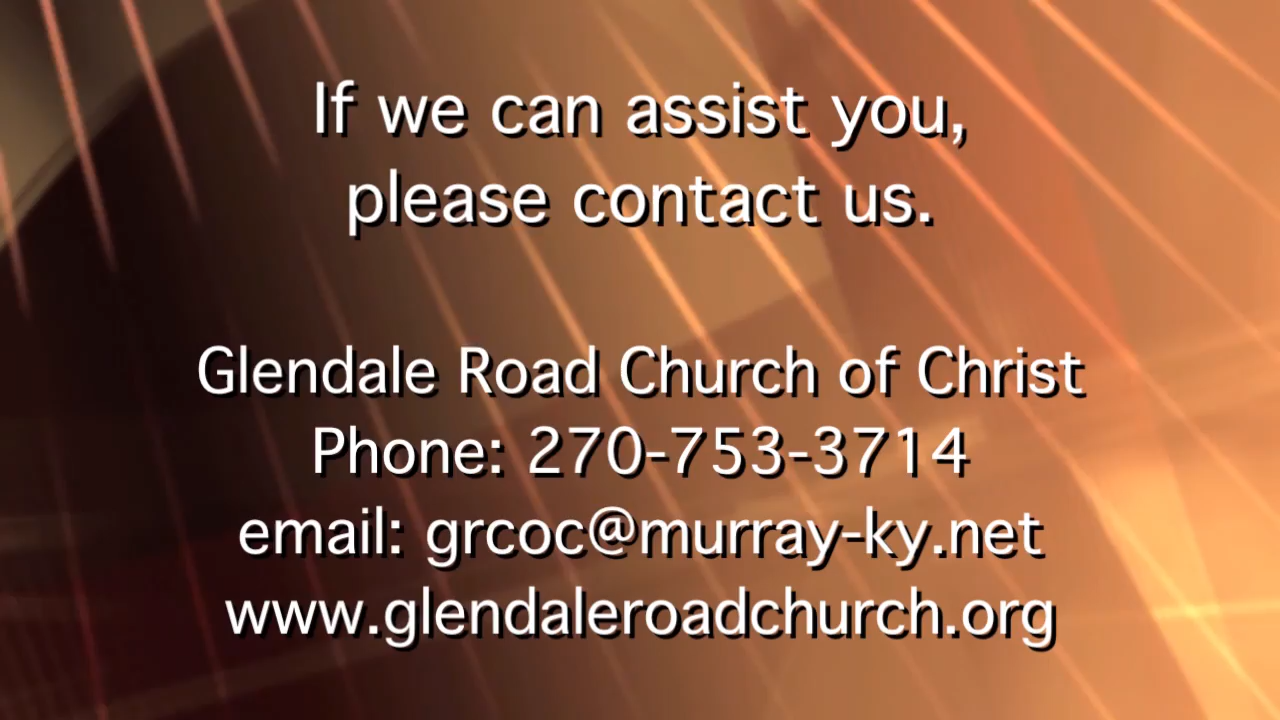 If we can assist you,
please contact us.
Glendale Road Church of Christ
Phone: 270-753-3714
email: grcoc@murray-ky.net
www.glendaleroadchurch.org